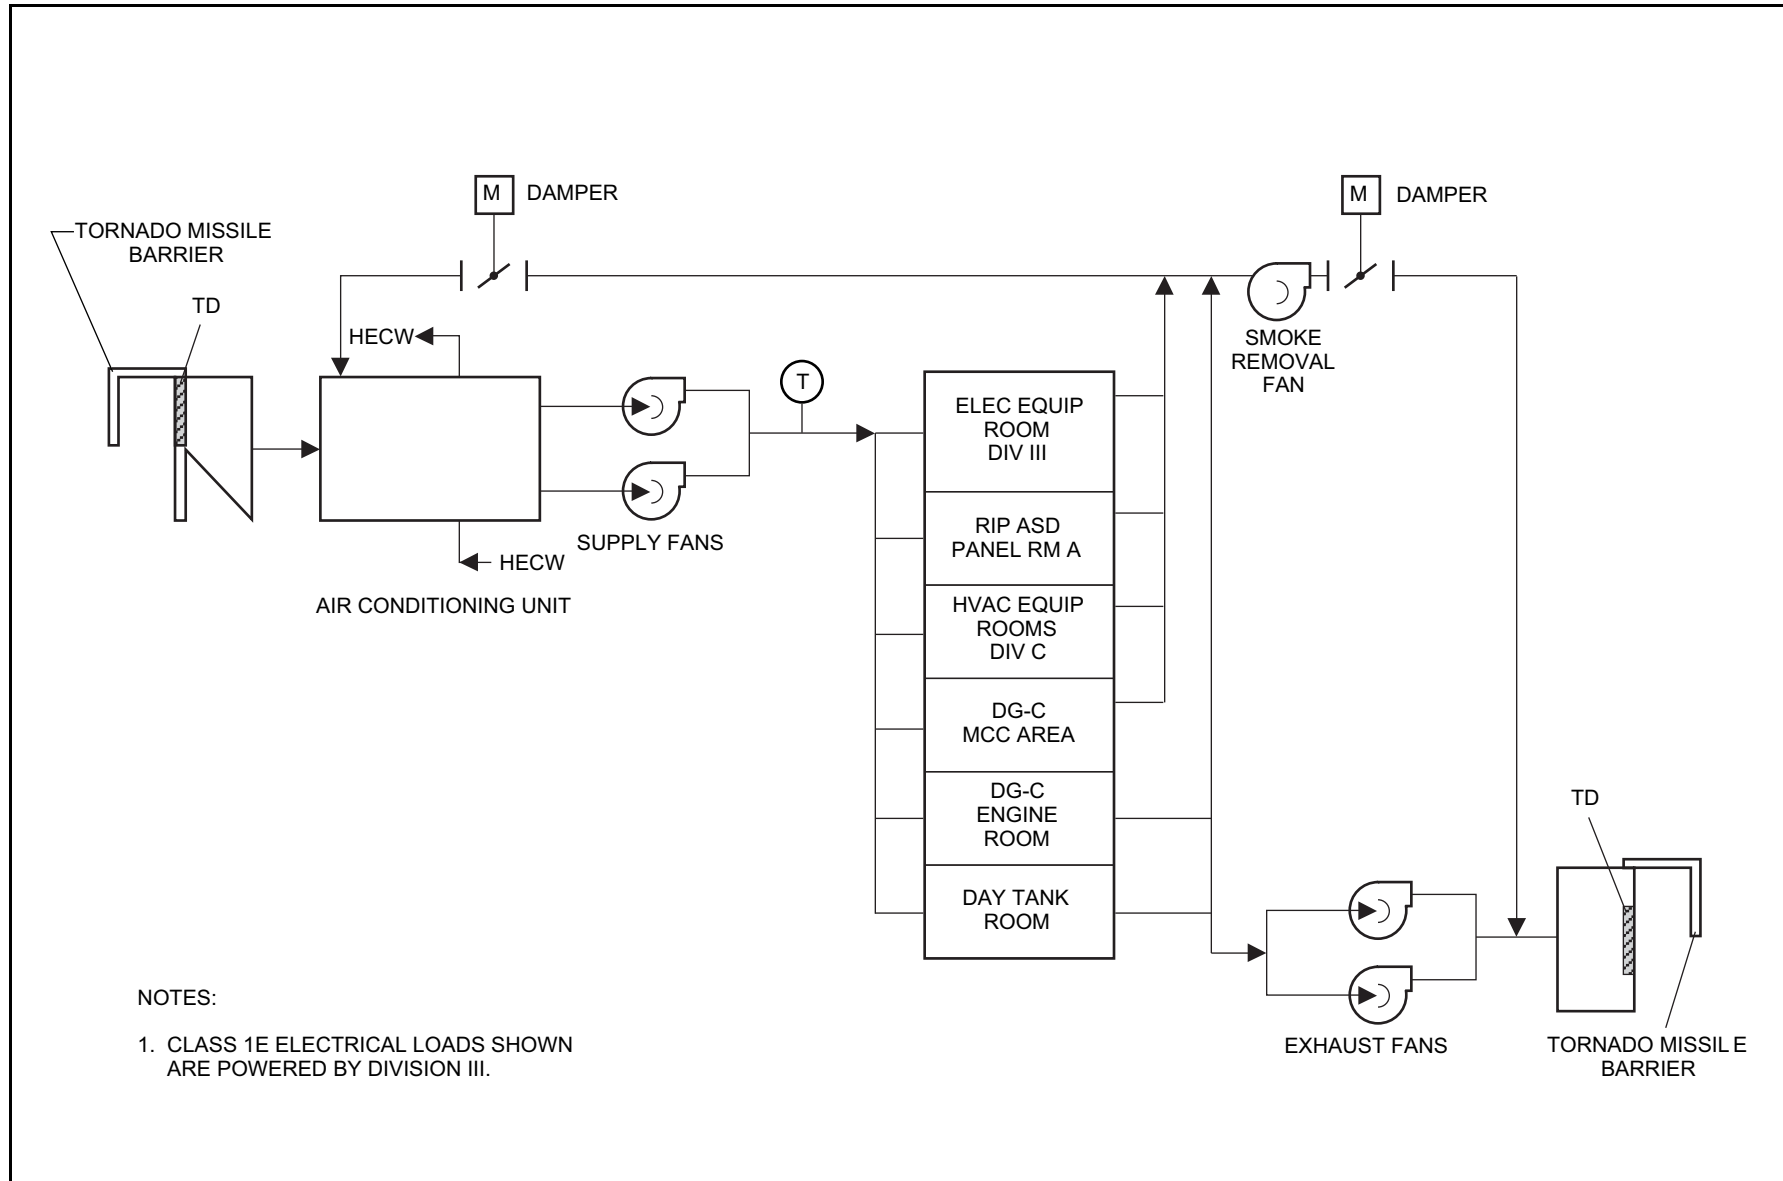 M DAMPER
M DAMPER
TORNADO MISSILE
BARRIER
TD
HECW
T
SMOKE
REMOVAL
FAN
ELEC EQUIP
ROOM
DIV III
RIP ASD
PANEL RM A
SUPPLY FANS
HECW
AIR CONDITIONING UNIT
HVAC EQUIP
ROOMS
DIV C
DG-C
MCC AREA
DG-C
ENGINE
ROOM
DAY TANK
ROOM
TD
EXHAUST FANS
TORNADO MISSILE
BARRIER
NOTES:
1. CLASS 1E ELECTRICAL LOADS SHOWN
ARE POWERED BY DIVISION III.